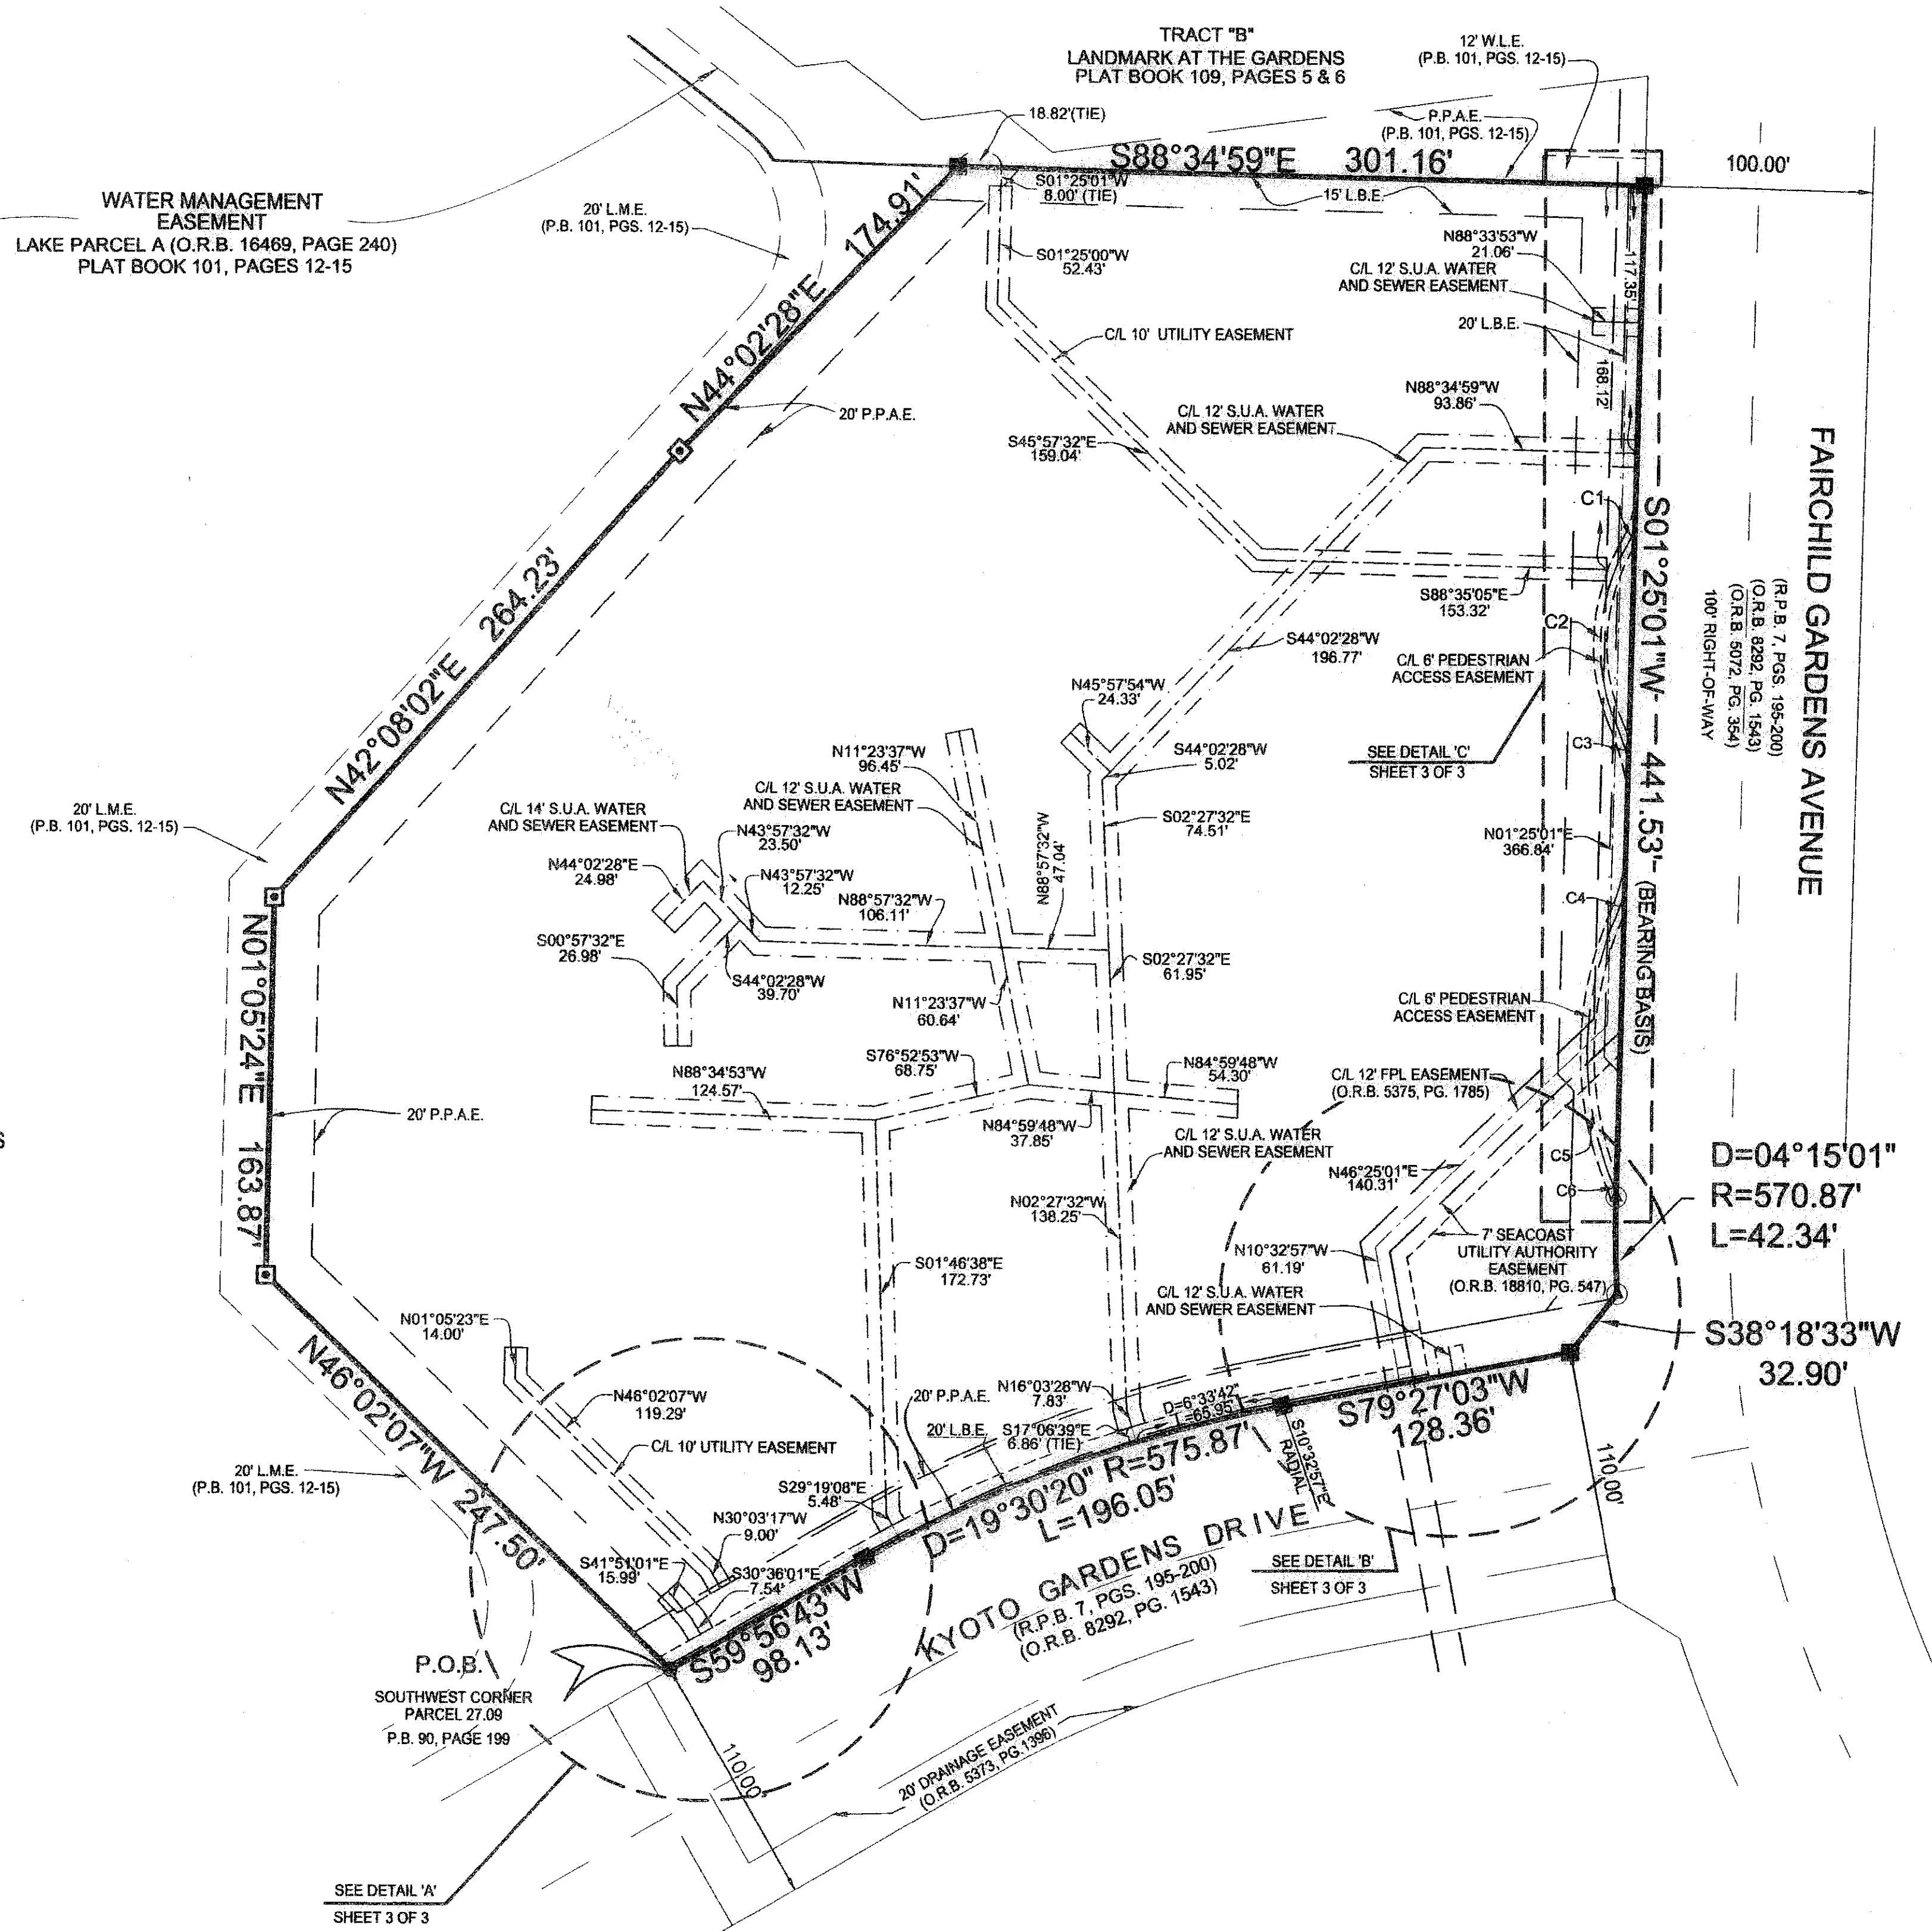 TRACT "B"
LANDMARK AT THE GARDENS
PLAT BOOK 109, PAGES 5 & 6
12' W.L.E.
(P.B. 101, PGS. 12-15)
18.82'(TIE)
P.P.A.E.
(P.B. 101, PGS. 12-15)
S88°34'59"E 301.16'
100.00'
WATER MANAGEMENT
EASEMENT
LAKE PARCEL A (O.R.B. 16469, PAGE 240)
PLAT BOOK 101, PAGES 12-15
20' L.M.E.
(P.B. 101, PGS. 12-15)
N44°02'28"E 174.91'
S01°25'01"W
8.00' (TIE)
15' L.B.E.
S01°25'00"W
52.43'
N88°33'53"W
21.06'
117.35'
C/L 12' S.U.A. WATER
AND SEWER EASEMENT
20' L.B.E.
168.12'
C/L 10' UTILITY EASEMENT
20' P.P.A.E.
N88°34'59"W
93.86'
C/L 12' S.U.A. WATER
AND SEWER EASEMENT
S45°57'32"E
159.04'
C1
S88°35'05"E
153.32'
C2
S44°02'28"W
196.77'
C/L 6' PEDESTRIAN
ACCESS EASEMENT
FAIRCHILD GARDENS AVENUE
(R.P.B. 7, PGS. 195-200)
(O.R.B. 8292, PG. 1543)
(O.R.B. 5072, PG. 354)
100' RIGHT-OF-WAY
S01°25'01"W 441.53' (BEARING BASIS)
N42°08'02"E 264.23'
N45°57'54"W
24.33'
N11°23'37"W
96.45'
S44°02'28"W
5.02'
C3
SEE DETAIL 'C'
SHEET 3 OF 3
C/L 12' S.U.A. WATER
AND SEWER EASEMENT
C/L 14' S.U.A. WATER
AND SEWER EASEMENT
20' L.M.E.
(P.B. 101, PGS. 12-15)
S02°27'32"E
74.51'
N43°57'32"W
23.50'
N01°25'01"E
366.84'
N44°02'28"E
24.98'
N43°57'32"W
12.25'
N88°57'32"W
47.04'
N88°57'32"W
106.11'
C4
S00°57'32"E
26.98'
S44°02'28"W
39.70'
S02°27'32"E
61.95'
N11°23'37"W
60.64'
C/L 6' PEDESTRIAN
ACCESS EASEMENT
N01°05'24"E 163.87'
S76°52'53"W
68.75'
N88°34'53"W
124.57'
N84°59'48"W
54.30'
C/L 12' FPL EASEMENT
(O.R.B. 5375, PG. 1785)
20' P.P.A.E.
N84°59'48"W
37.85'
C/L 12' S.U.A. WATER
AND SEWER EASEMENT
S
C5
D=04°15'01"
R=570.87'
L=42.34'
N46°25'01"E
140.31'
C6
N02°27'32"W
138.25'
7' SEACOAST
UTILITY AUTHORITY
EASEMENT
(O.R.B. 18810, PG. 547)
N10°32'57"W
61.19'
S01°46'38"E
172.73'
C/L 12' S.U.A. WATER
AND SEWER EASEMENT
N01°05'23"E
14.00'
S38°18'33"W
32.90'
N46°02'07"W 247.50'
N46°02'07"W
119.29'
20' P.P.A.E.
N16°03'28"W
7.83'
D=6°33'42"
L=65.95'
S79°27'03"W
128.36'
20' L.B.E.
S17°06'39"E
6.86' (TIE)
S10°32'57"E
RADIAL
C/L 10' UTILITY EASEMENT
20' L.M.E.
(P.B. 101, PGS. 12-15)
110.00'
S29°19'08"E
5.48'
D=19°30'20" R=575.87'
L=196.05'
N30°03'17"W
9.00'
S41°51'01"E
15.99'
S30°36'01"E
7.54'
SEE DETAIL 'B'
SHEET 3 OF 3
S59°56'43"W
98.13'
KYOTO GARDENS DRIVE
(R.P.B. 7, PGS. 195-200)
(O.R.B. 8292, PG. 1543)
P.O.B.
SOUTHWEST CORNER
PARCEL 27.09
P.B. 90, PAGE 199
110.00'
20' DRAINAGE EASEMENT
(O.R.B. 5373, PG.1396)
SEE DETAIL 'A'
SHEET 3 OF 3